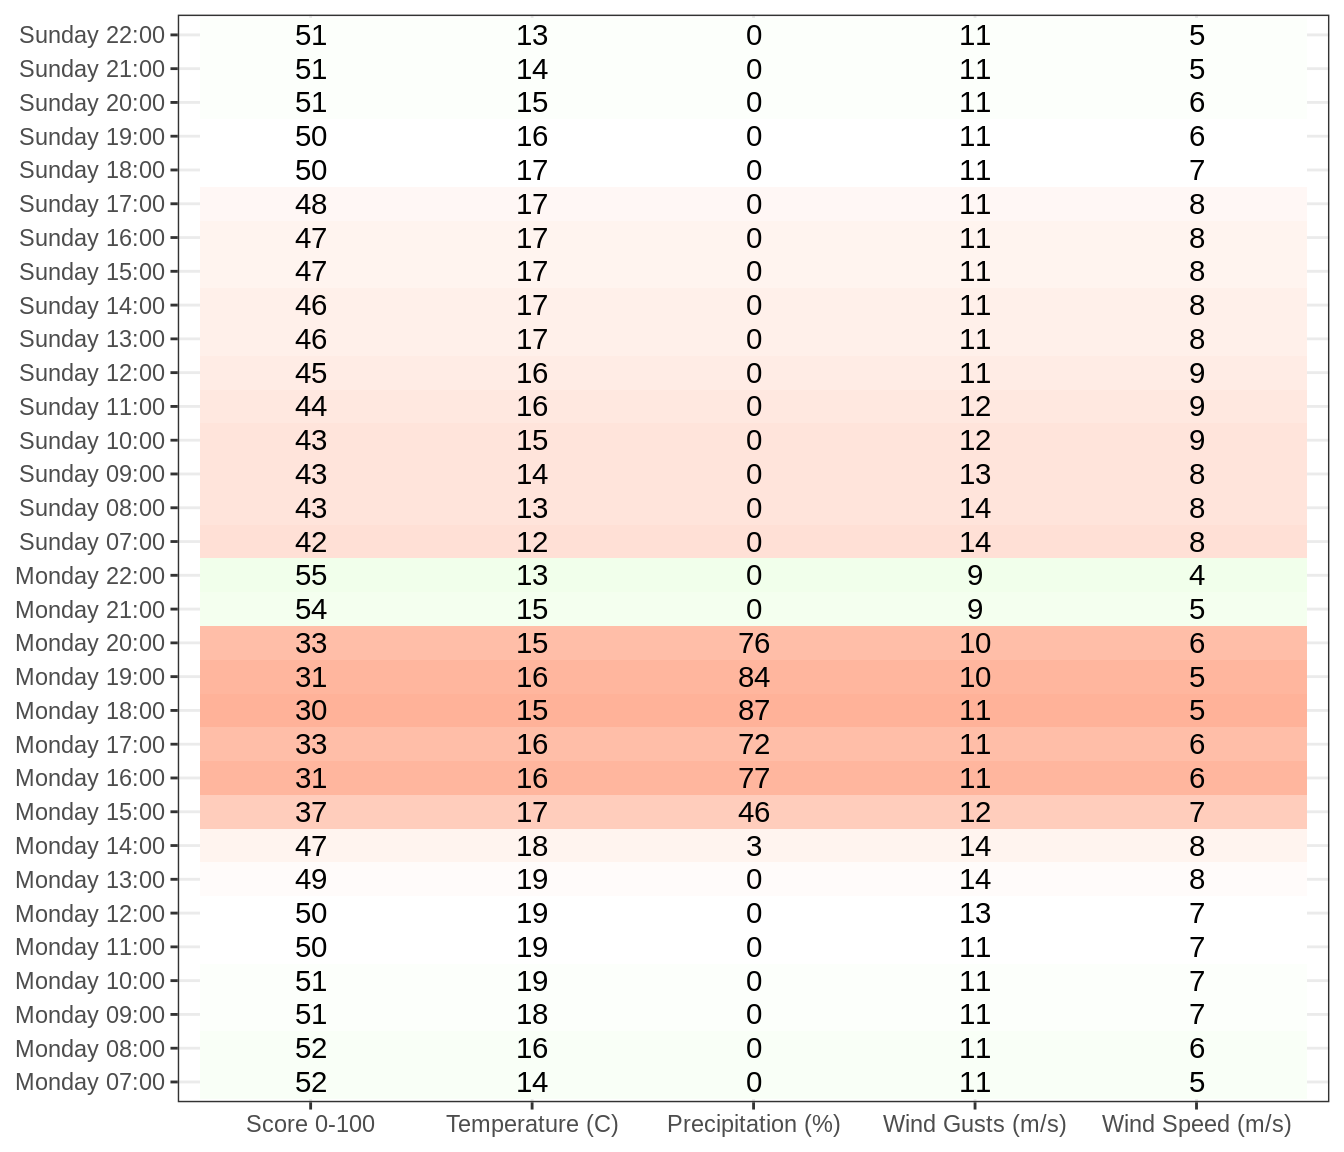 Sunday 22:00 51 13 0 11 5
Sunday 21:00 51 14 0 11 5
Sunday 20:00 51 15 0 11 6
Sunday 19:00 50 16 0 11 6
Sunday 18:00 50 17 0 11 7
Sunday 17:00 48 17 0 11 8
Sunday 16:00 47 17 0 11 8
Sunday 15:00 47 17 0 11 8
Sunday 14:00 46 17 0 11 8
Sunday 13:00 46 17 0 11 8
Sunday 12:00 45 16 0 11 9
Sunday 11:00 44 16 0 12 9
Sunday 10:00 43 15 0 12 9
Sunday 09:00 43 14 0 13 8
Sunday 08:00 43 13 0 14 8
Sunday 07:00 42 12 0 14 8
Monday 22:00 55 13 0 9 4
Monday 21:00 54 15 0 9 5
Monday 20:00 33 15 76 10 6
Monday 19:00 31 16 84 10 5
Monday 18:00 30 15 87 11 5
Monday 17:00 33 16 72 11 6
Monday 16:00 31 16 77 11 6
Monday 15:00 37 17 46 12 7
Monday 14:00 47 18 3 14 8
Monday 13:00 49 19 0 14 8
Monday 12:00 50 19 0 13 7
Monday 11:00 50 19 0 11 7
Monday 10:00 51 19 0 11 7
Monday 09:00 51 18 0 11 7
Monday 08:00 52 16 0 11 6
Monday 07:00 52 14 0 11 5
Score 0-100 Temperature (C) Precipitation (%) Wind Gusts (m/s) Wind Speed (m/s)